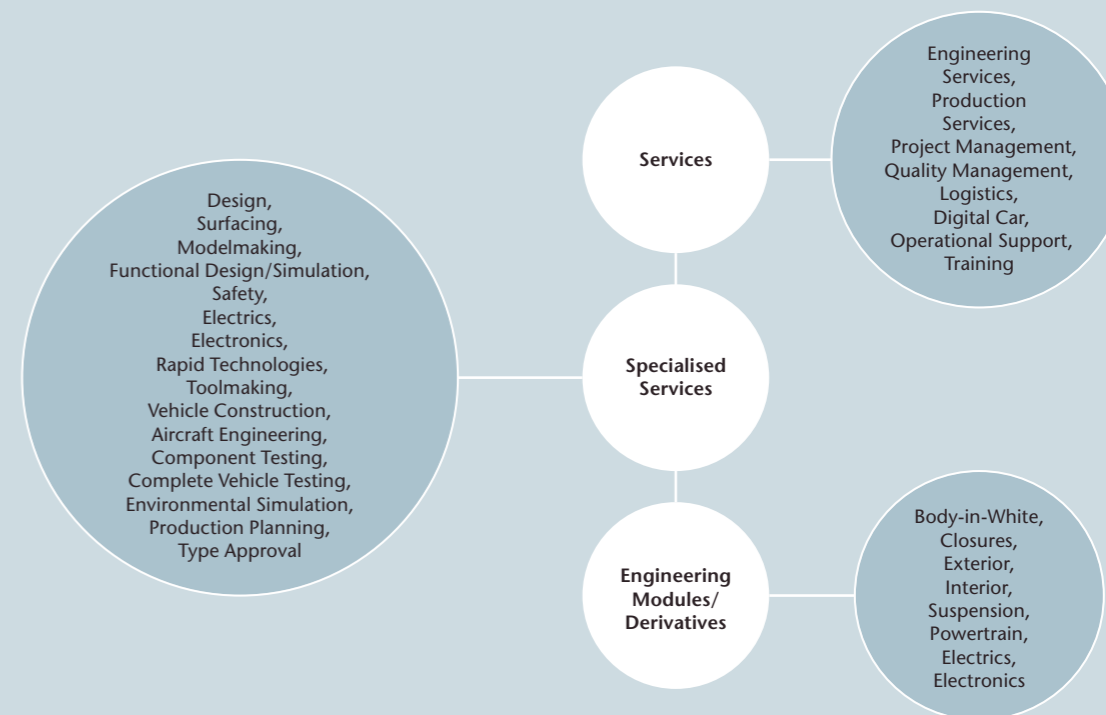 Engineering
Services,
Production
Services,
Project Management,
Quality Management,
Logistics,
Digital Car,
Operational Support,
Training
Services
Design,
Surfacing,
Modelmaking,
Functional Design/Simulation,
Safety,
Electrics,
Electronics,
Rapid Technologies,
Toolmaking,
Vehicle Construction,
Aircraft Engineering,
Component Testing,
Complete Vehicle Testing,
Environmental Simulation,
Production Planning,
Type Approval
Specialised
Services
Engineering
Modules/
Derivatives
Body-in-White,
Closures,
Exterior,
Interior,
Suspension,
Powertrain,
Electrics,
Electronics